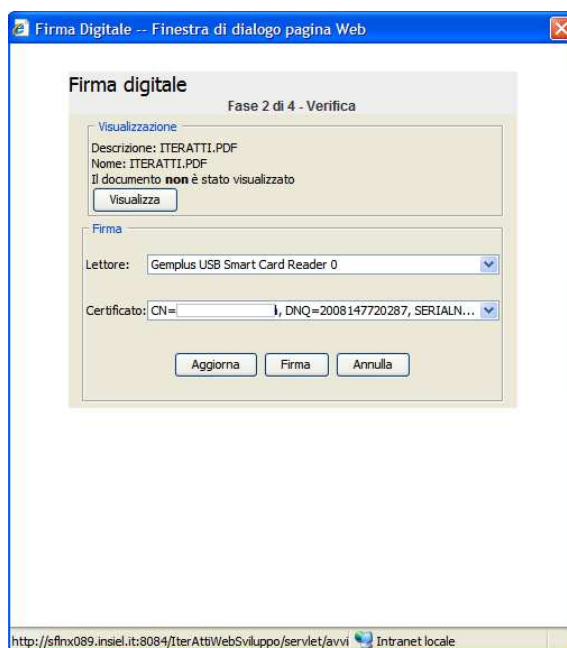 Firma Digitale -- Finestra di dialogo pagina Web
Firma digitale
Fase 2 di 4 - Verifica
Visualizzazione
Descrizione: ITERATTI.PDF
Nome: ITERATTI.PDF
Il documento non è stato visualizzato
Visualizza
Firma
Lettore: Gemplus USB Smart Card Reader 0
Certificato: CN= , DNQ=2008147720287, SERIALN...
Aggiorna Firma Annulla
http://sflnx089.insiel.it:8084/IterAttiWebSviluppo/servlet/avvi Intranet locale